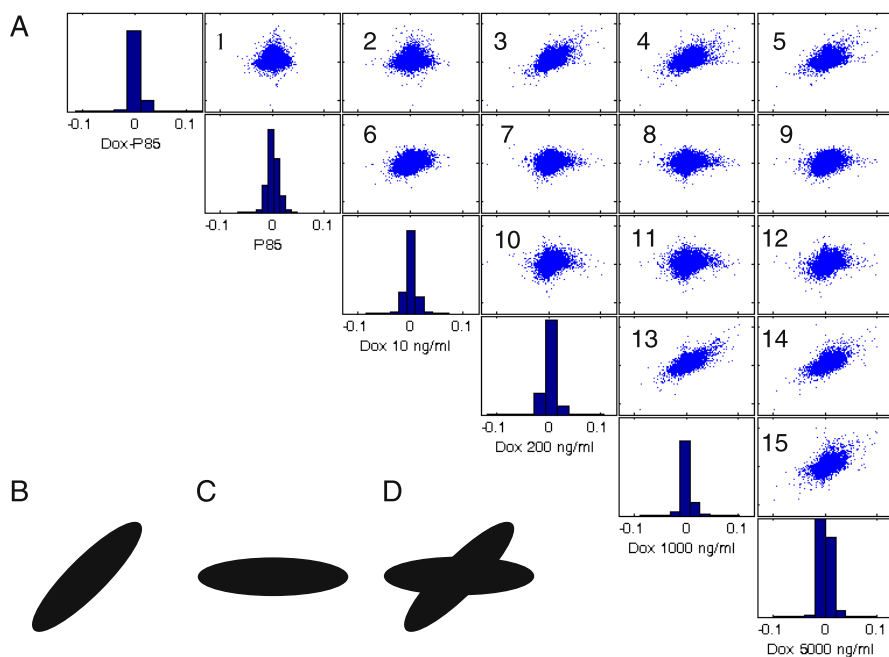 A
1 2 3 4 5
-0.1 0 0.1
Dox-P85
6 7 8 9
-0.1 0 0.1
P85
10 11 12
-0.1 0 0.1
Dox 10 ng/ml
13 14
-0.1 0 0.1
Dox 200 ng/ml
15
-0.1 0 0.1
Dox 1000 ng/ml
B C D
-0.1 0 0.1
Dox 5000 ng/ml